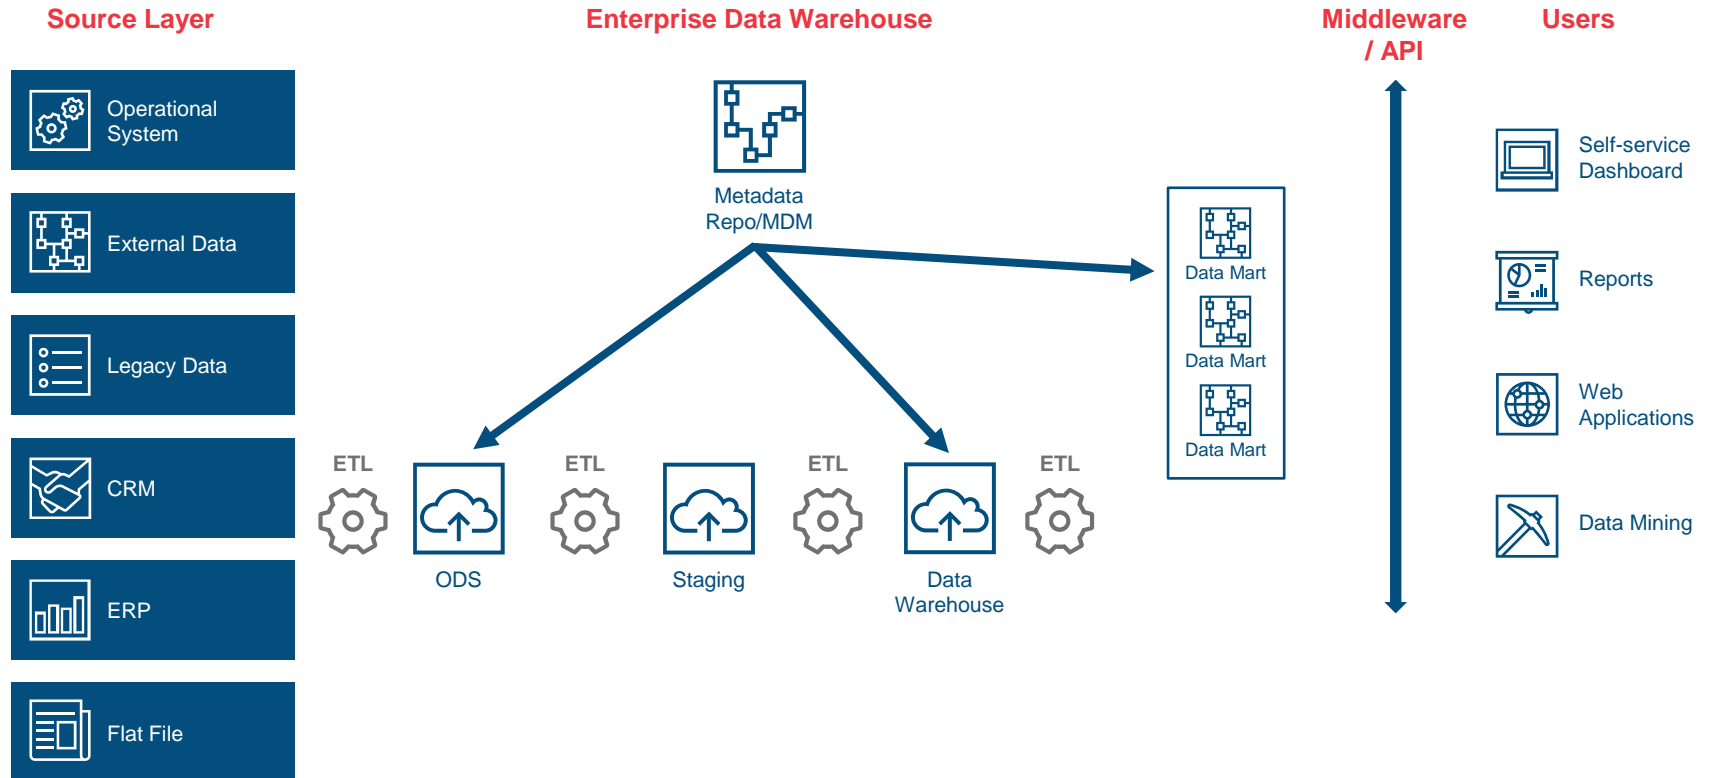 Source Layer
Enterprise Data Warehouse
Middleware
/ API
Users
Operational
System
External Data
Legacy Data
CRM
ERP
Flat File
Metadata
Repo/MDM
ETL
ETL
ETL
ETL
ODS
Staging
Data
Warehouse
Data Mart
Data Mart
Data Mart
Self-service
Dashboard
Reports
Web
Applications
Data Mining